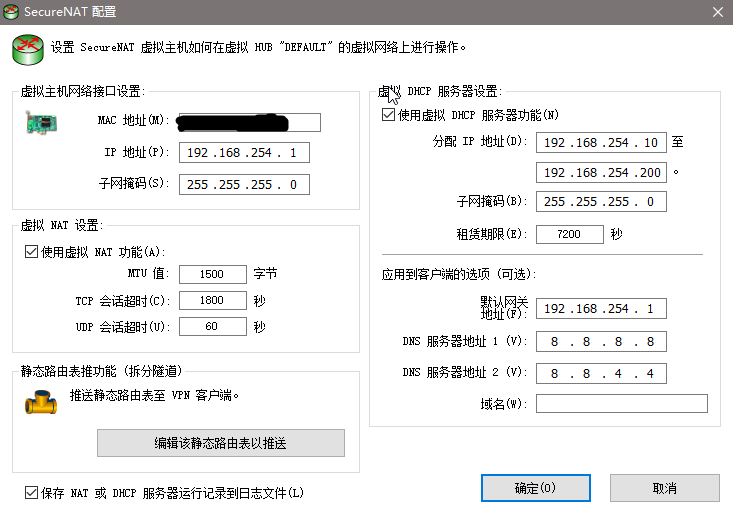 SecureNAT 配置
设置 SecureNAT 虚拟主机如何在虚拟 HUB "DEFAULT" 的虚拟网络上进行操作。
虚拟主机网络接口设置:
MAC 地址(M):
IP 地址(P): 192 .168 .254 . 1
子网掩码(S): 255 .255 .255 . 0
虚拟 NAT 设置:
使用虚拟 NAT 功能(A):
MTU 值: 1500 字节
TCP 会话超时(C): 1800 秒
UDP 会话超时(U): 60 秒
静态路由表推功能 (拆分隧道)
推送静态路由表至 VPN 客户端。
编辑该静态路由表以推送
保存 NAT 或 DHCP 服务器运行记录到日志文件(L)
虚拟 DHCP 服务器设置:
使用虚拟 DHCP 服务器功能(N)
分配 IP 地址(D): 192 .168 .254 . 10 至
192 .168 .254 .200 。
子网掩码(B): 255 .255 .255 . 0
租赁期限(E): 7200 秒
应用到客户端的选项 (可选):
默认网关
地址(F): 192 .168 .254 . 1
DNS 服务器地址 1 (V): 8 . 8 . 8 . 8
DNS 服务器地址 2 (V): 8 . 8 . 4 . 4
域名(W):
确定(O)
取消